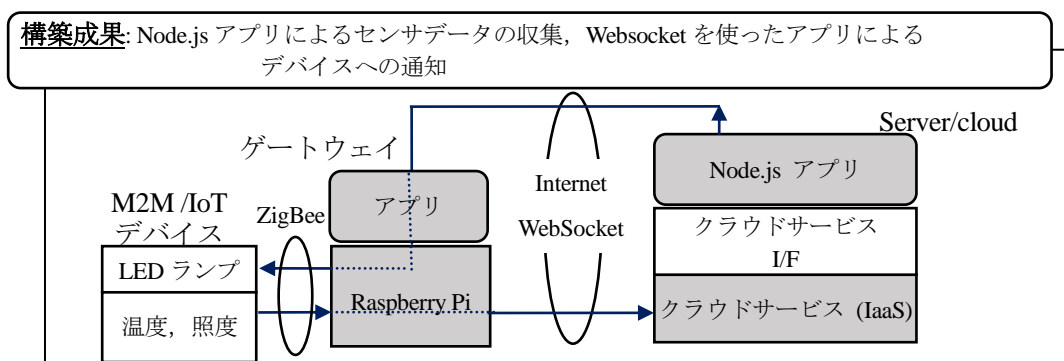 構築成果: Node.js アプリによるセンサデータの収集，Websocket を使ったアプリによる
デバイスへの通知
Server/cloud
ゲートウェイ
Node.js アプリ
Internet
アプリ
M2M /IoT
デバイス
ZigBee
WebSocket
クラウドサービス
I/F
LED ランプ
Raspberry Pi
クラウドサービス (IaaS)
温度，照度